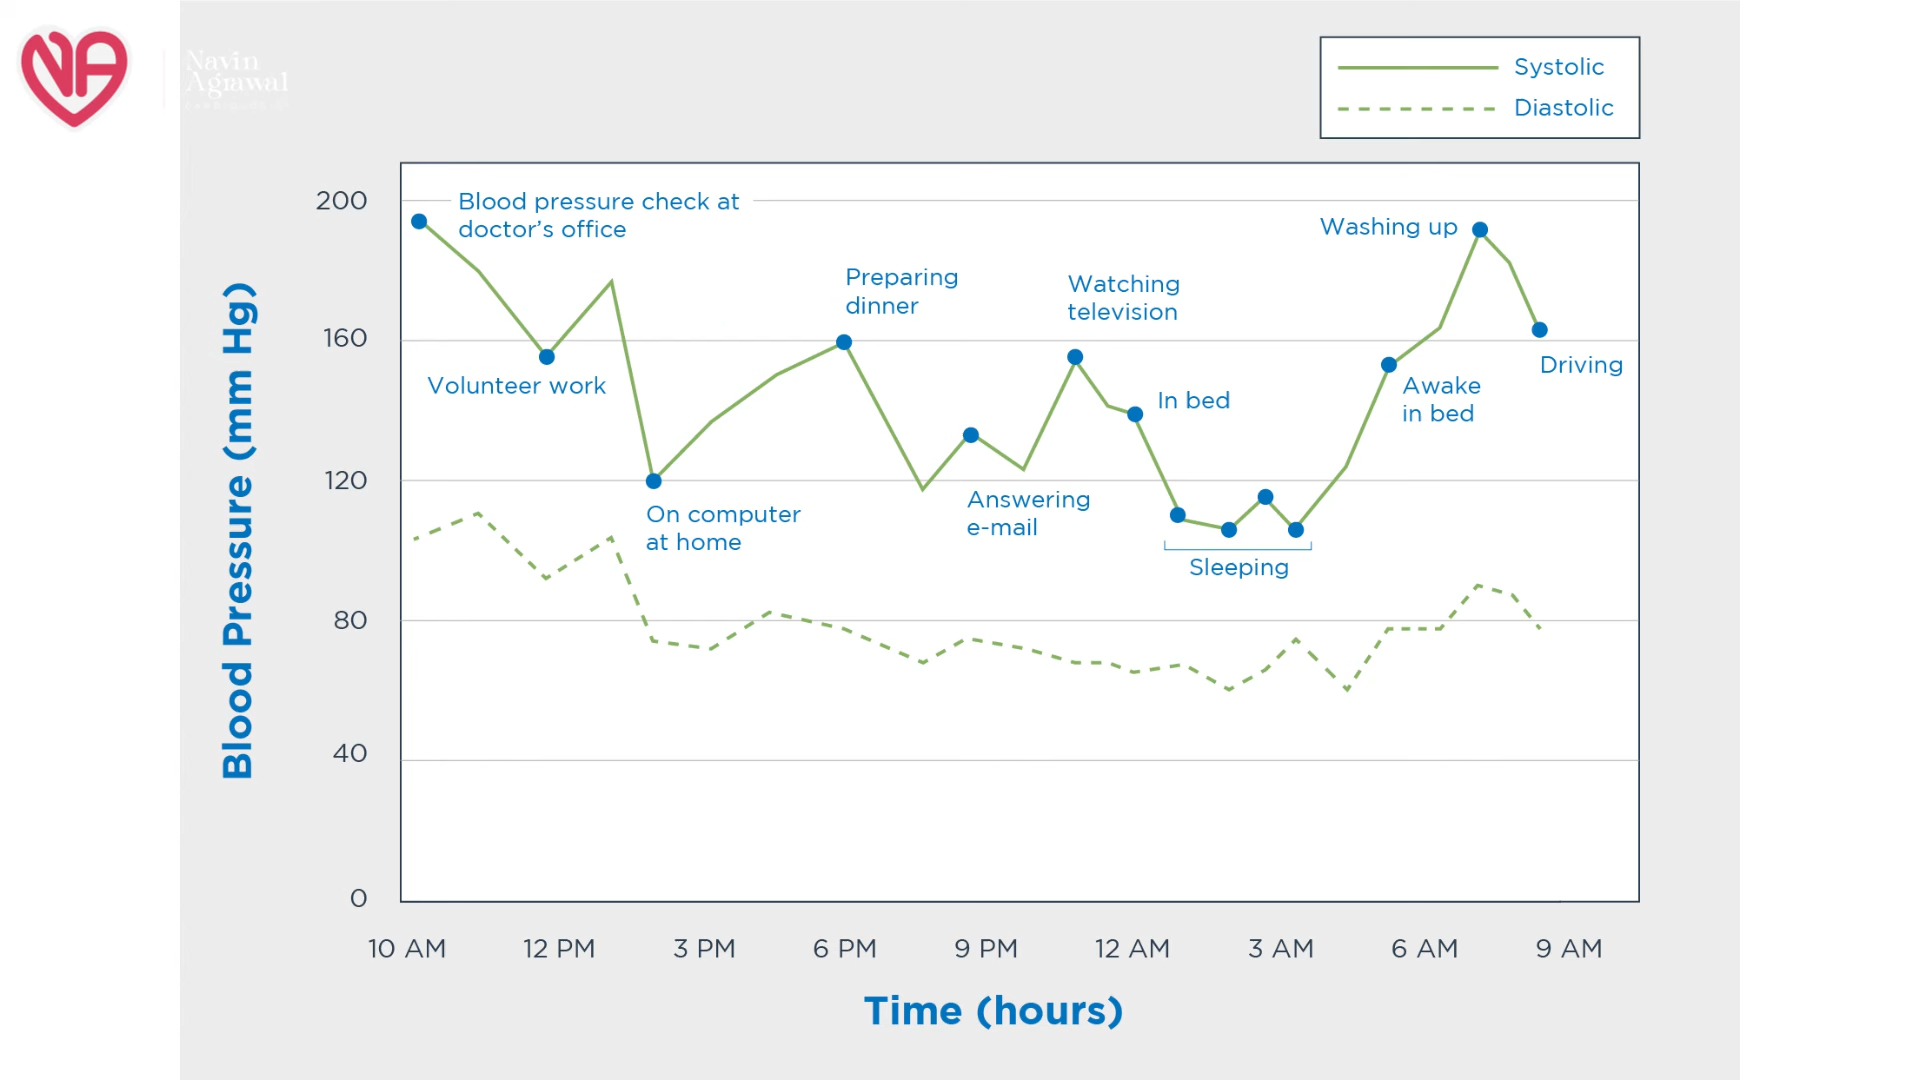 NA
Navin
Agrawal
Systolic
Diastolic
Blood Pressure (mm Hg)
200
160
120
80
40
0
Blood pressure check at
doctor’s office
Volunteer work
On computer
at home
Preparing
dinner
Answering
e-mail
Watching
television
In bed
Sleeping
Awake
in bed
Washing up
Driving
10 AM 12 PM 3 PM 6 PM 9 PM 12 AM 3 AM 6 AM 9 AM
Time (hours)